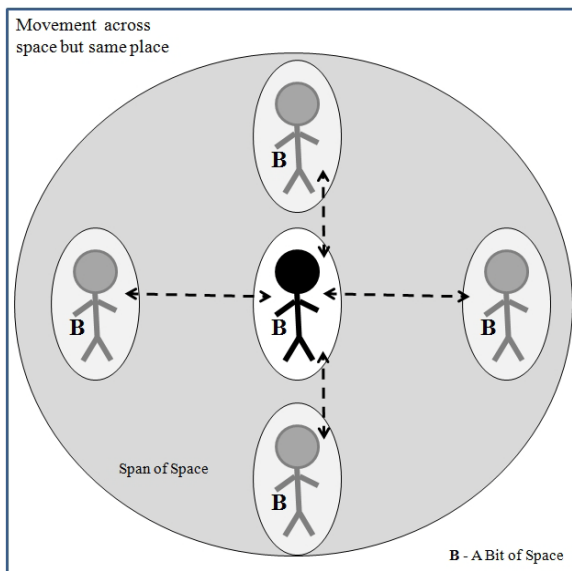 Movement across
space but same place
B
B
B
B
B
Span of Space
B - A Bit of Space